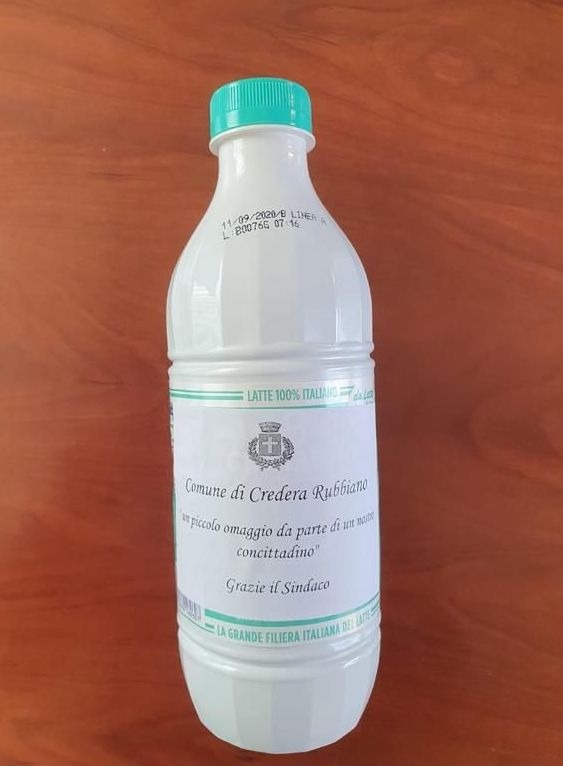 11/09/2020/B LINEA A
L:B0076G 07:16
LATTE 100% ITALIANO
Comune di Credera Rubbiano
"un piccolo omaggio da parte di un nostro
concittadino"
Grazie il Sindaco
LA GRANDE FILIERA ITALIANA DEL LATTE